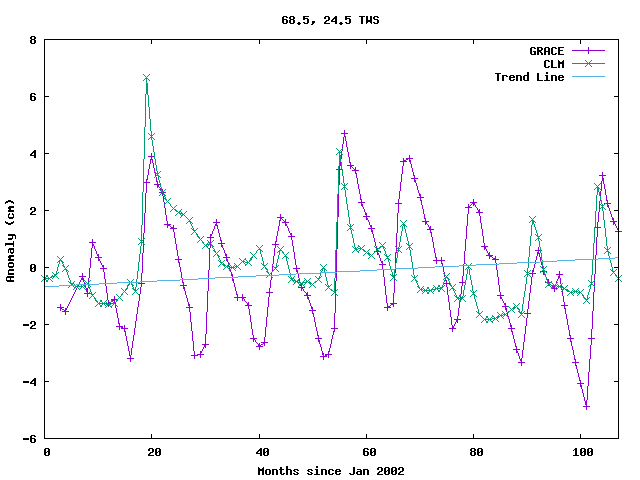 68.5, 24.5 TWS
GRACE
CLM
Trend Line
Anomaly (cm)
8
6
4
2
0
-2
-4
-6
0 20 40 60 80 100
Months since Jan 2002